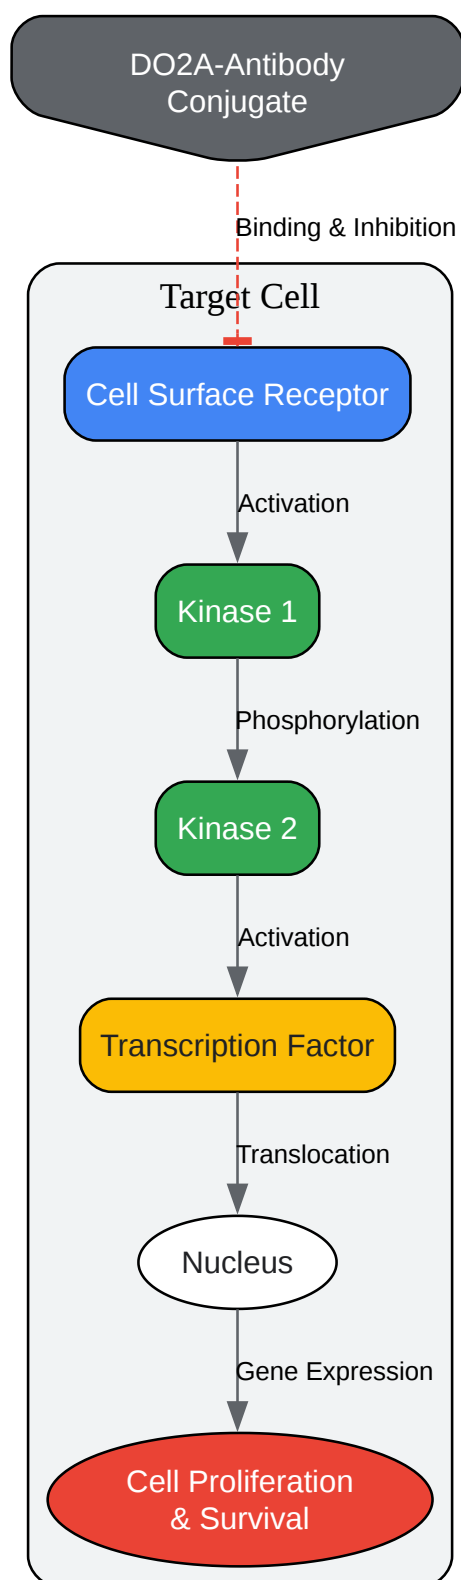 DO2A-Antibody
Conjugate
Binding & Inhibition
Target Cell
Cell Surface Receptor
Activation
Kinase 1
Phosphorylation
Kinase 2
Activation
Transcription Factor
Translocation
Nucleus
Gene Expression
Cell Proliferation
& Survival